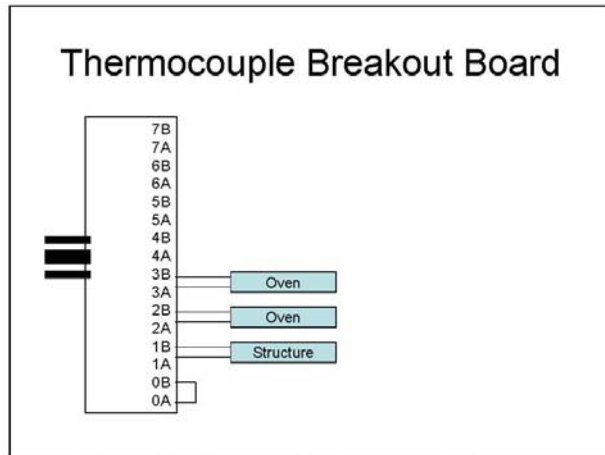 Thermocouple Breakout Board
7B
7A
6B
6A
5B
5A
4B
4A
3B
3A
Oven
2B
2A
Oven
1B
1A
Structure
0B
0A